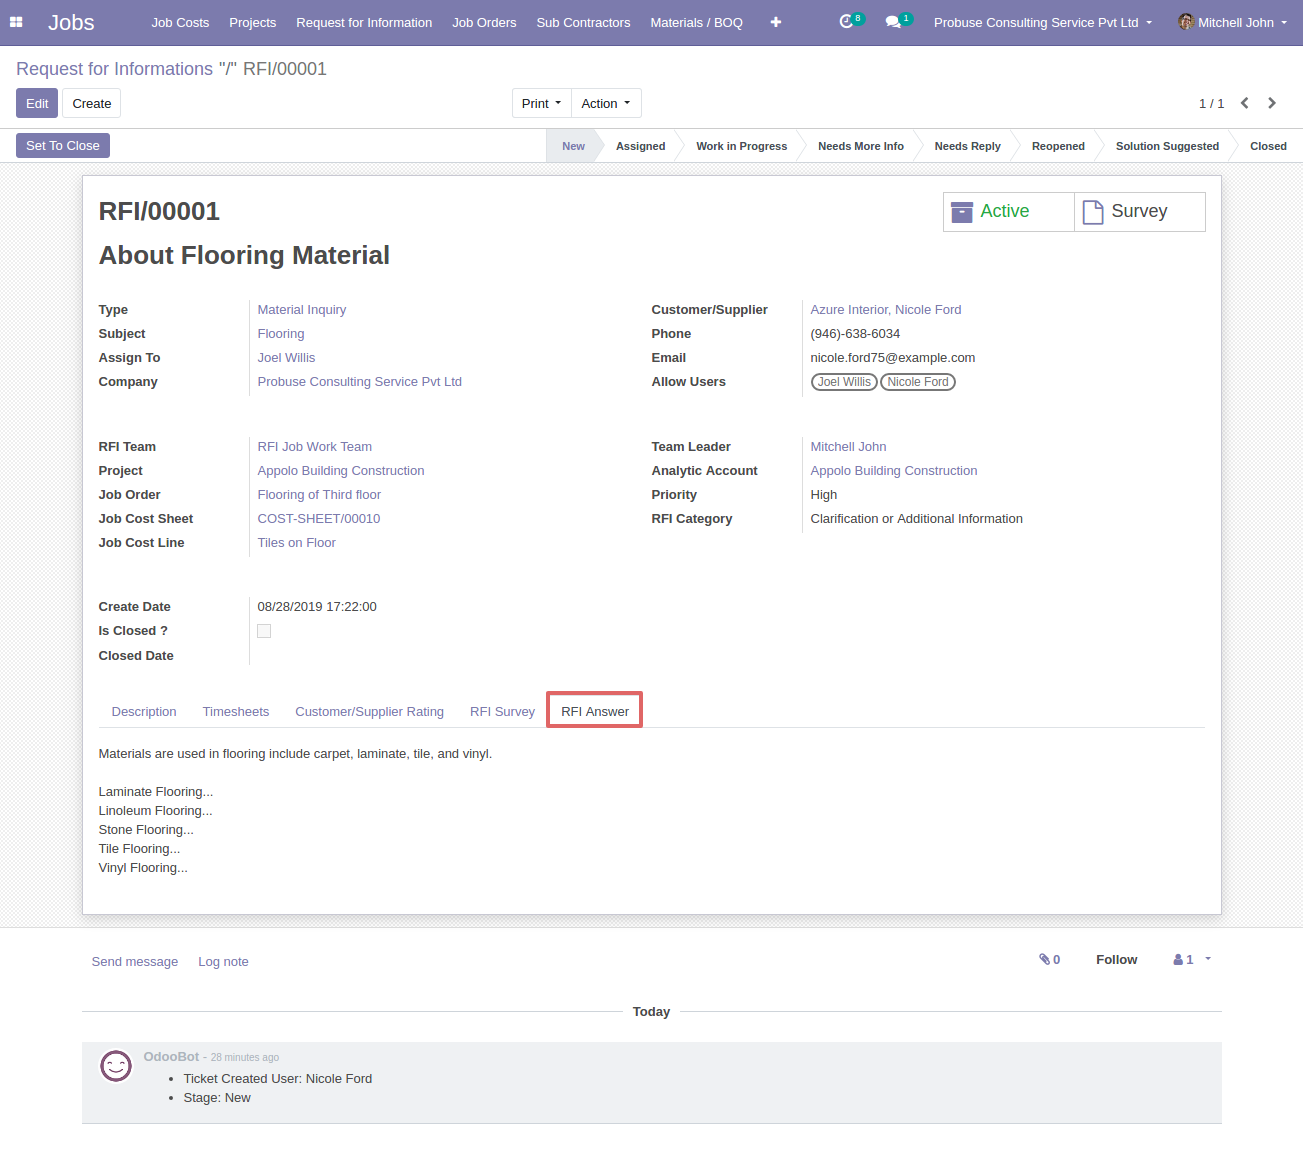 Jobs Job Costs Projects Request for Information Job Orders Sub Contractors Materials / BOQ 8 1 Probuse Consulting Service Pvt Ltd Mitchell John
Request for Informations "/" RFI/00001
Edit Create Print Action 1 / 1
Set To Close New Assigned Work in Progress Needs More Info Needs Reply Reopened Solution Suggested Closed
RFI/00001 Active Survey
About Flooring Material
Type Material Inquiry Customer/Supplier Azure Interior, Nicole Ford
Subject Flooring Phone (946)-638-6034
Assign To Joel Willis Email nicole.ford75@example.com
Company Probuse Consulting Service Pvt Ltd Allow Users Joel Willis Nicole Ford
RFI Team RFI Job Work Team Team Leader Mitchell John
Project Appolo Building Construction Analytic Account Appolo Building Construction
Job Order Flooring of Third floor Priority High
Job Cost Sheet COST-SHEET/00010 RFI Category Clarification or Additional Information
Job Cost Line Tiles on Floor
Create Date 08/28/2019 17:22:00
Is Closed ?
Closed Date
Description Timesheets Customer/Supplier Rating RFI Survey RFI Answer
Materials are used in flooring include carpet, laminate, tile, and vinyl.
Laminate Flooring...
Linoleum Flooring...
Stone Flooring...
Tile Flooring...
Vinyl Flooring...
Send message Log note 0 Follow 1
Today
OdooBot - 28 minutes ago
• Ticket Created User: Nicole Ford
• Stage: New